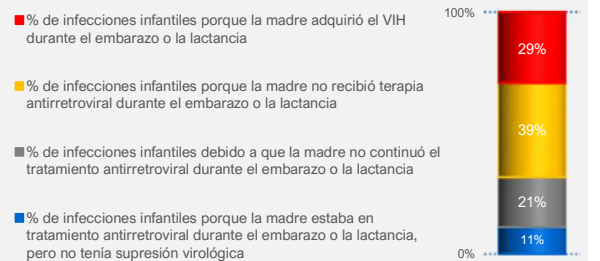 % de infecciones infantiles porque la madre adquirió el VIH
durante el embarazo o la lactancia
% de infecciones infantiles porque la madre no recibió terapia
antirretroviral durante el embarazo o la lactancia
% de infecciones infantiles debido a que la madre no continuó el
tratamiento antirretroviral durante el embarazo o la lactancia
% de infecciones infantiles porque la madre estaba en
tratamiento antirretroviral durante el embarazo o la lactancia,
pero no tenía supresión virológica
100%
29%
39%
21%
11%
0%